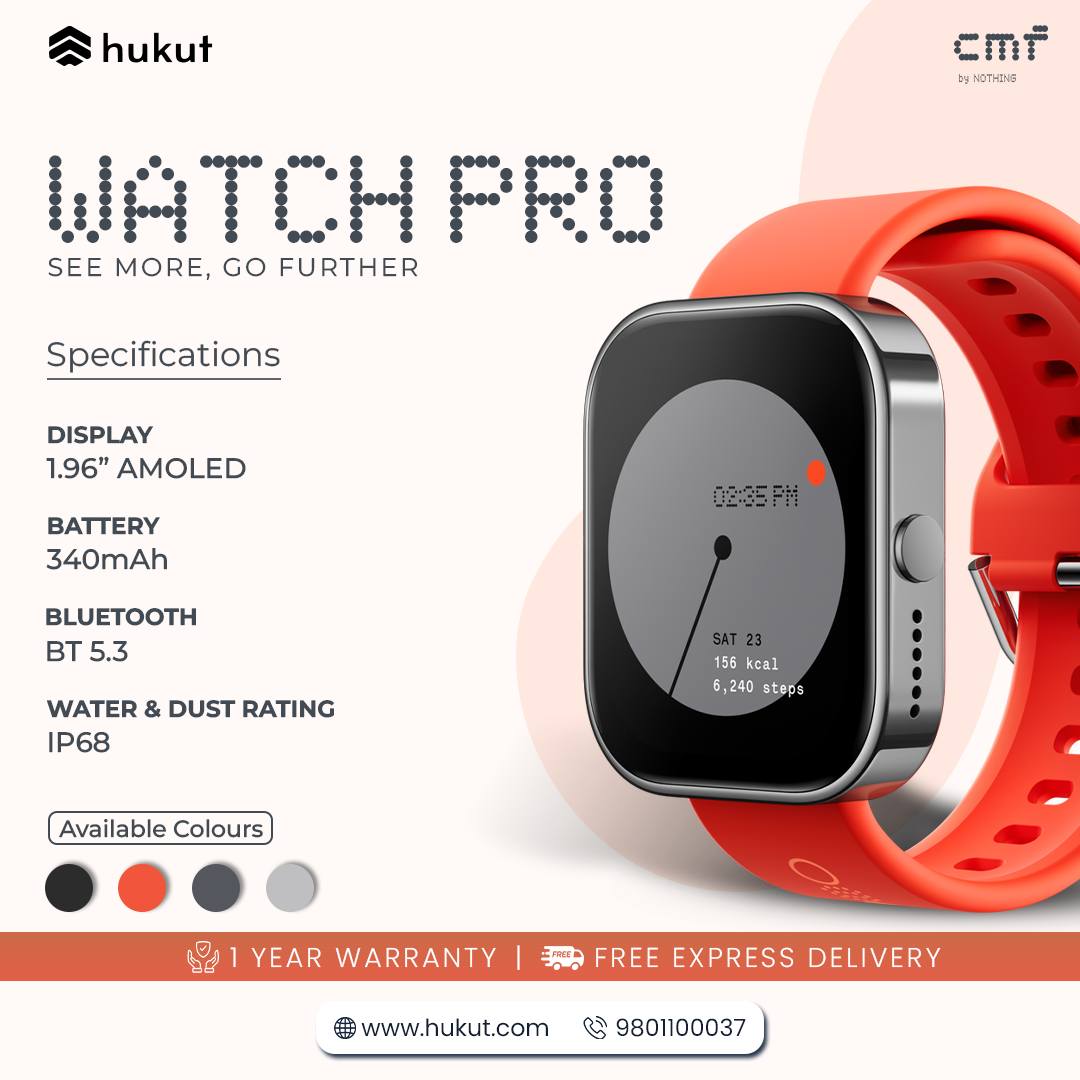 hukut
cmf
by NOTHING
WATCH PRO
SEE MORE, GO FURTHER
Specifications
DISPLAY
1.96” AMOLED
BATTERY
340mAh
BLUETOOTH
BT 5.3
WATER & DUST RATING
IP68
Available Colours
02:35 PM
SAT 23
156 kcal
6,240 steps
1 YEAR WARRANTY | FREE FREE EXPRESS DELIVERY
www.hukut.com 9801100037